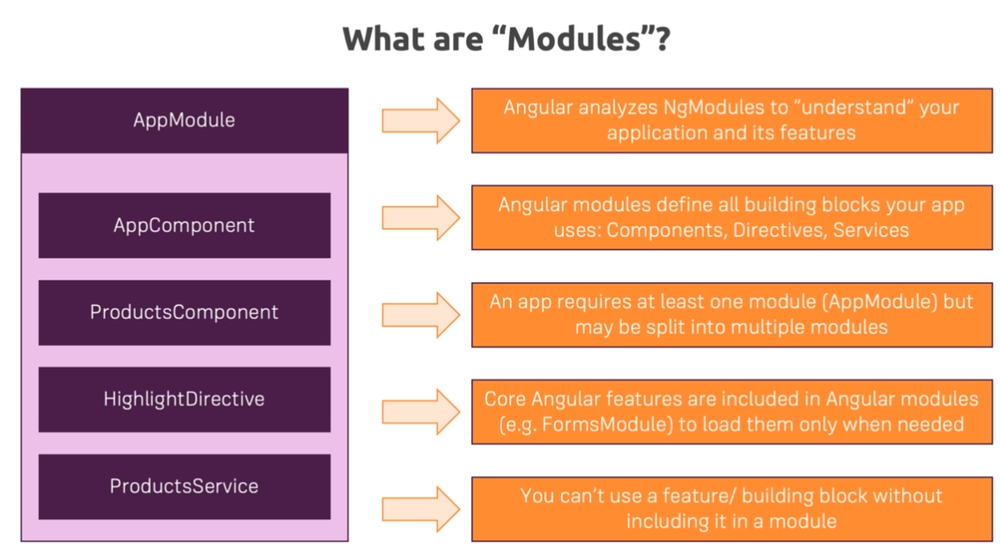 What are “Modules”?
AppModule
Angular analyzes NgModules to “understand” your
application and its features
AppComponent
Angular modules define all building blocks your app
uses: Components, Directives, Services
ProductsComponent
An app requires at least one module (AppModule) but
may be split into multiple modules
HighlightDirective
Core Angular features are included in Angular modules
(e.g. FormsModule) to load them only when needed
ProductsService
You can’t use a feature/ building block without
including it in a module